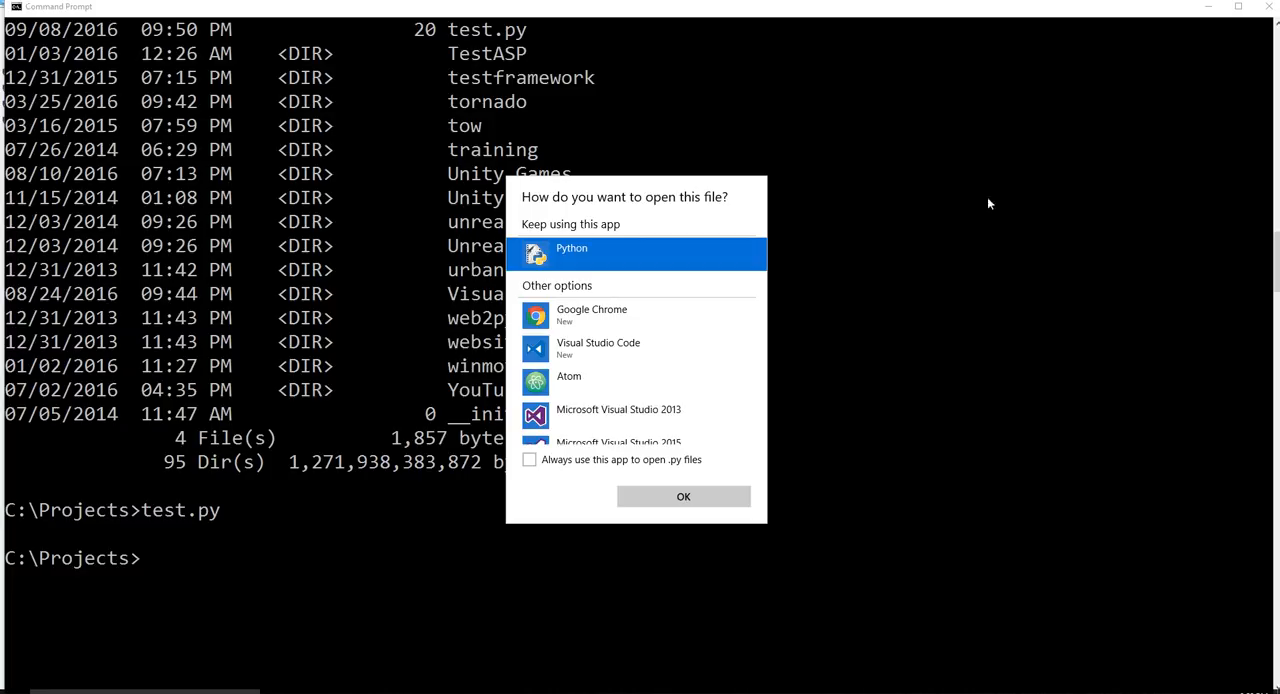 Command Prompt
09/08/2016  09:50 PM                20 test.py
01/03/2016  12:26 AM    <DIR>          TestASP
12/31/2015  07:15 PM    <DIR>          testframework
03/25/2016  09:42 PM    <DIR>          tornado
03/16/2015  07:59 PM    <DIR>          tow
07/26/2014  06:29 PM    <DIR>          training
08/10/2016  07:13 PM    <DIR>          Unity Games
11/15/2014  01:08 PM    <DIR>          Unity
12/03/2014  09:26 PM    <DIR>          unrea
12/03/2014  09:26 PM    <DIR>          Unrea
12/31/2013  11:42 PM    <DIR>          urban
08/24/2016  09:44 PM    <DIR>          Visua
12/31/2013  11:43 PM    <DIR>          web2p
12/31/2013  11:43 PM    <DIR>          websi
01/02/2016  11:27 PM    <DIR>          winmo
07/02/2016  04:35 PM    <DIR>          YouTu
07/05/2014  11:47 AM                 0 __ini
4 File(s)          1,857 byte
95 Dir(s)  1,271,938,383,872 b
C:\Projects>test.py
C:\Projects>
How do you want to open this file?
Keep using this app
Python
Other options
Google Chrome
New
Visual Studio Code
New
Atom
Microsoft Visual Studio 2013
Microsoft Visual Studio 2015
Always use this app to open .py files
OK